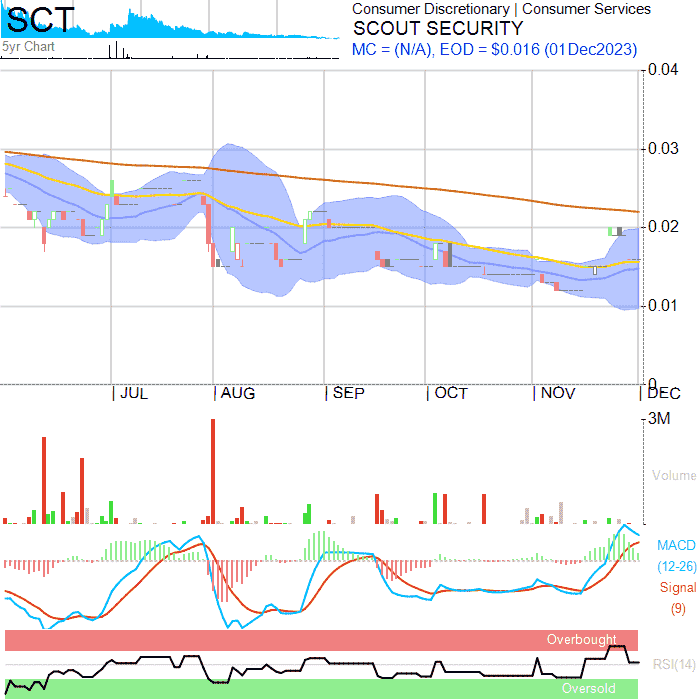 SCT
5yr Chart
Consumer Discretionary | Consumer Services
SCOUT SECURITY
MC = (N/A), EOD = $0.016 (01Dec2023)
0.04
0.03
0.02
0.01
0
JUL AUG SEP OCT NOV DEC
3M
Volume
MACD
(12-26)
Signal
(9)
Overbought
RSI(14)
Oversold